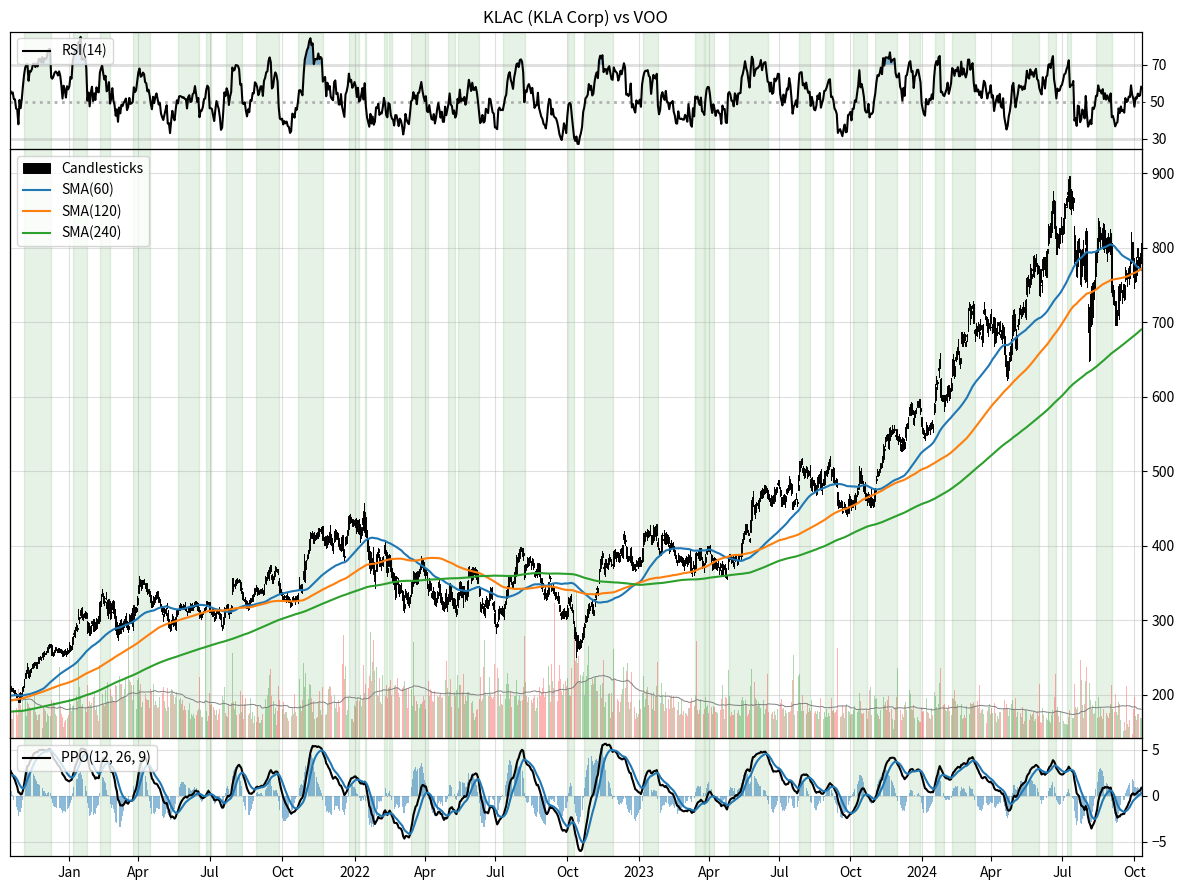 KLAC (KLA Corp) vs VOO
RSI(14)
70
50
30
Candlesticks
SMA(60)
SMA(120)
SMA(240)
900
800
700
600
500
400
300
200
PPO(12, 26, 9)
5
0
−5
Jan Apr Jul Oct 2022 Apr Jul Oct 2023 Apr Jul Oct 2024 Apr Jul Oct